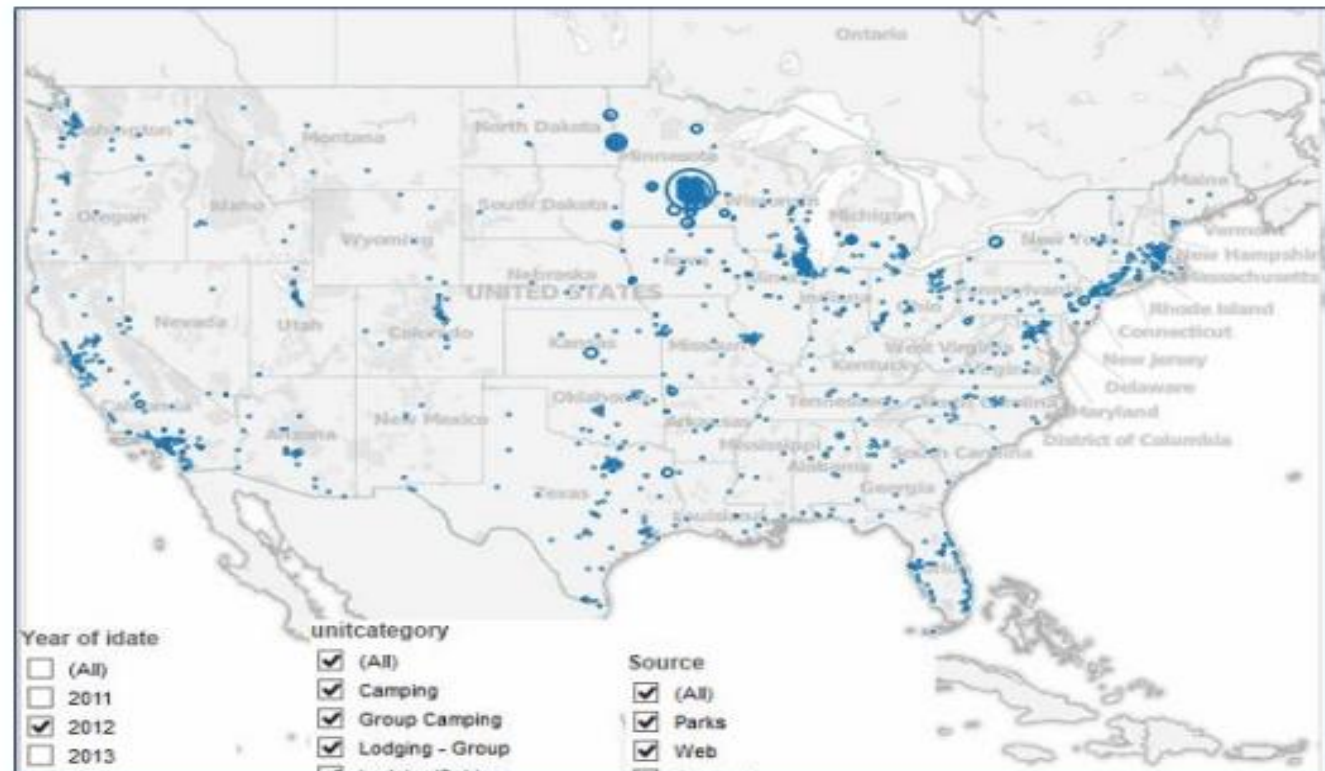 Ontario
Washington
Montana
North Dakota
Minnesota
Maine
Oregon
Idaho
South Dakota
Wisconsin
Michigan
Wyoming
New York
Vermont
New Hampshir
Iowa
Massachusetts
Nebraska
UNITED STATES
Illinois
Indiana
Ohio
Pennsylvania
Rhode Island
Nevada
Utah
Colorado
Kansas
Missouri
West Virginia
Connecticut
Kentucky
Virginia
New Jersey
Delaware
California
Oklahoma
Tennessee
North Carolina
Maryland
Arizona
New Mexico
Arkansas
District of Columbia
Mississippi
Alabama
South Carolina
Georgia
Texas
Louisiana
Year of idate
(All)
2011
2012
2013
unitcategory
(All)
Camping
Group Camping
Lodging - Group
Source
(All)
Parks
Web